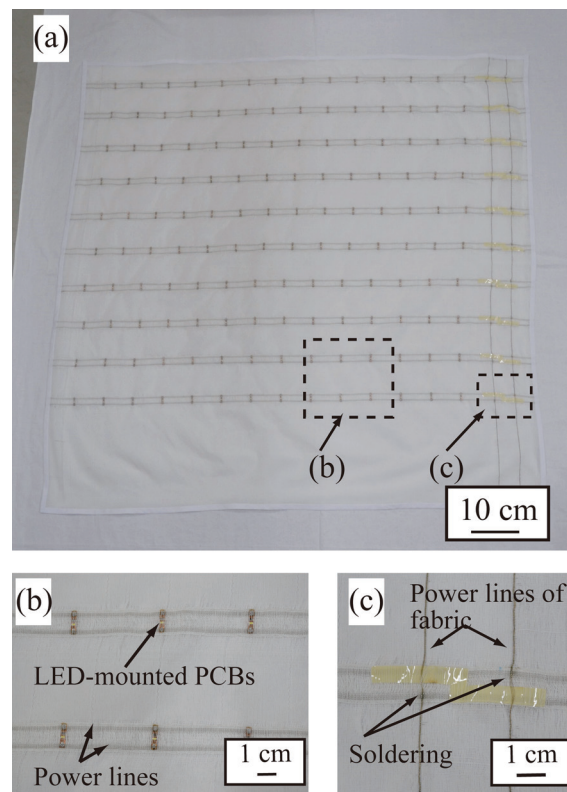 (a)
(b)
(c)
10 cm
(b)
LED-mounted PCBs
Power lines
1 cm
(c)
Power lines of
fabric
Soldering
1 cm